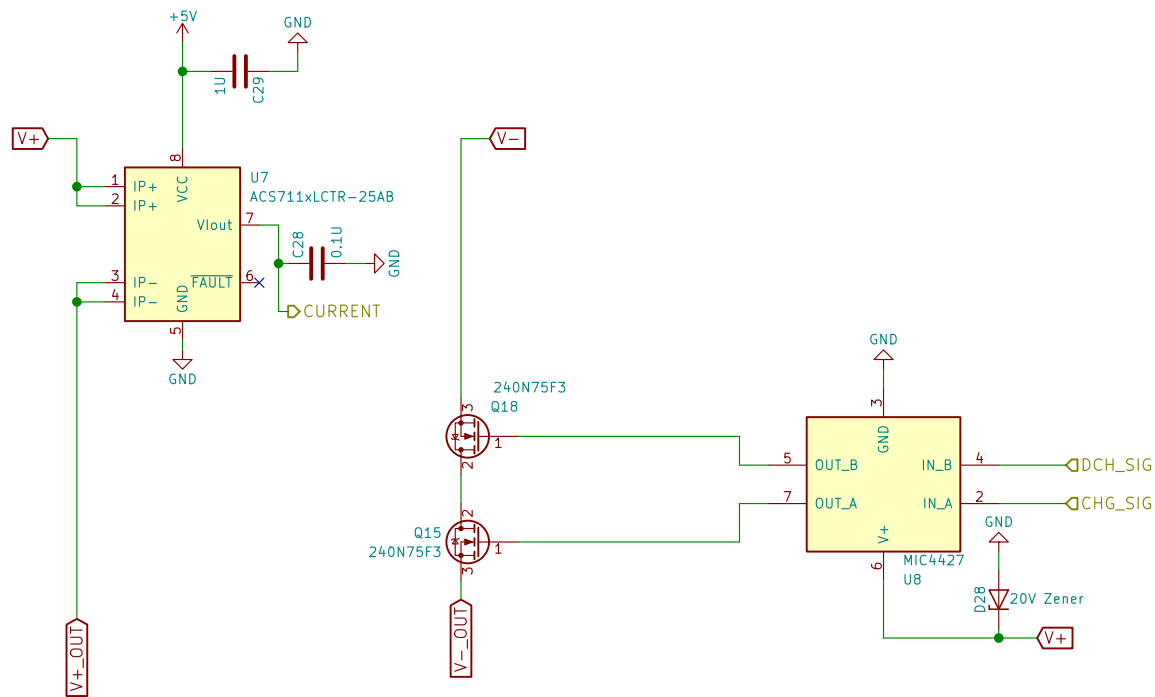 +5V
GND
1U
C29
V+
V-
8
U7
ACS711xLCTR-25AB
1
IP+
VCC
2
IP+
7
VIout
C28
0.1U
GND
3
IP-
FAULT
6
4
IP-
GND
CURRENT
5
GND
GND
240N75F3
Q18
3
3
1
2
GND
5
OUT_B
IN_B
4
DCH_SIG
7
OUT_A
IN_A
2
CHG_SIG
2
Q15
240N75F3
1
3
V+
GND
6
MIC4427
U8
D28
20V Zener
V+
V+_OUT
V-_OUT